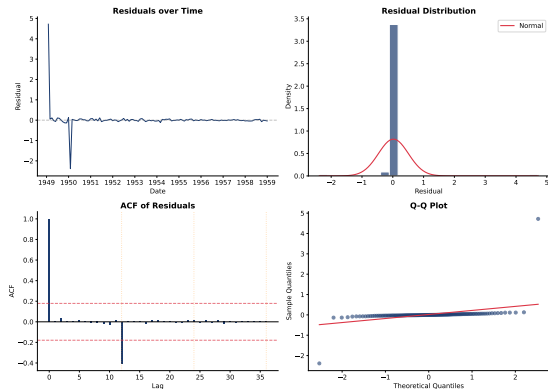 Residuals over Time
5
4
3
2
1
0
−1
−2
Residual
1949 1950 1951 1952 1953 1954 1955 1956 1957 1958 1959
Date
Residual Distribution
Normal
3.5
3.0
2.5
2.0
1.5
1.0
0.5
0.0
Density
−2 −1 0 1 2 3 4 5
Residual
ACF of Residuals
1.0
0.8
0.6
0.4
0.2
0.0
−0.2
−0.4
ACF
0 5 10 15 20 25 30 35
Lag
Q-Q Plot
5
4
3
2
1
0
−1
−2
Sample Quantiles
−2 −1 0 1 2
Theoretical Quantiles